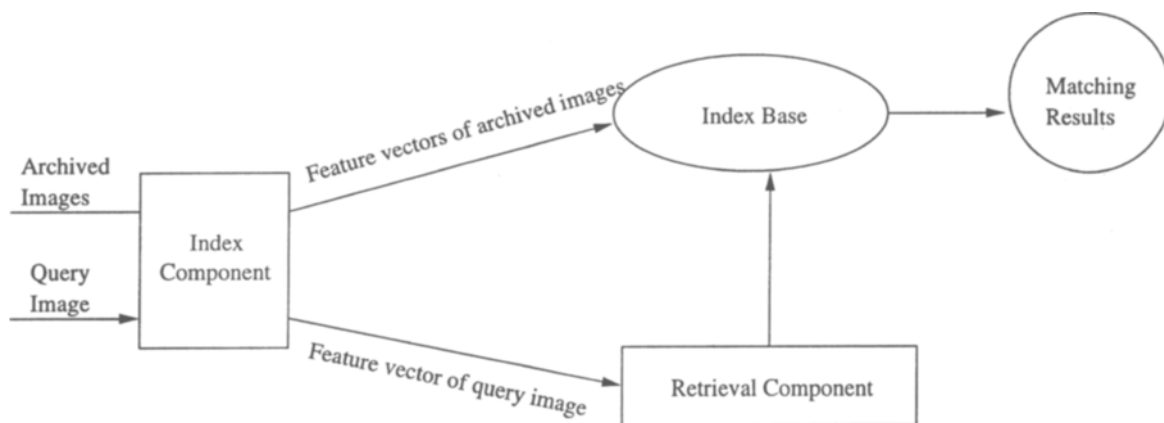 Archived
Images
Query
Image
Index
Component
Feature vectors of archived images
Feature vector of query image
Index Base
Retrieval Component
Matching
Results